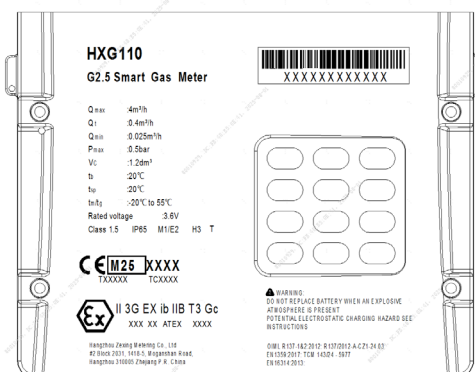 HXG110
G2.5 Smart Gas Meter
XXXXXXXXXXXX
Qmax :4m³/h
Qt :0.4m³/h
Qmin :0.025m³/h
Pmax :0.5bar
Vc :1.2dm³
tb :20℃
tsp :20℃
tm/tg :-20℃ to 55℃
Rated voltage :3.6V
Class 1.5 IP65 M1/E2 H3 T
CE M25 XXXX
TXXXXX TCXXXX
Ex II 3G EX ib IIB T3 Gc
XXX XX ATEX XXXX
Hangzhou Zexing Metering Co., Ltd
#2 Block 2031, 1418-5, Moganshan Road,
Hangzhou 310005 Zhejiang P.R. China
WARNING:
DO NOT REPLACE BATTERY WHEN AN EXPLOSIVE
ATMOSPHERE IS PRESENT
POTENTIAL ELECTROSTATIC CHARGING HAZARD SEE
INSTRUCTIONS
OIML R137-1&2 2012: R137/2012-A-CZ1-24.03
EN1359:2017: TCM 143/24 - 5977
EN16314:2013: